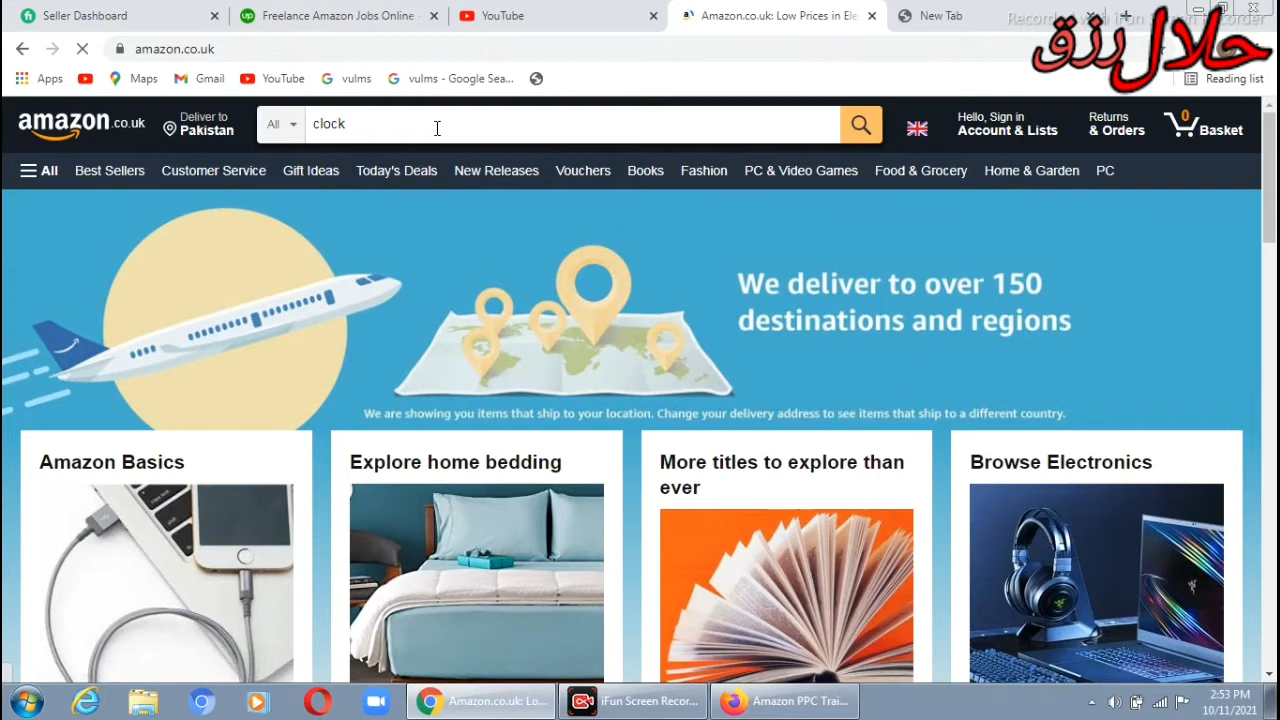 Seller Dashboard
Freelance Amazon Jobs Online:
YouTube
Amazon.co.uk: Low Prices in Ele
New Tab
حلال رزق
amazon.co.uk
Apps
Maps
Gmail
YouTube
vulms
vulms - Google Sea...
Reading list
amazon.co.uk
Deliver to
Pakistan
All
clock
Hello, Sign in
Account & Lists
Returns
& Orders
0
Basket
All
Best Sellers
Customer Service
Gift Ideas
Today's Deals
New Releases
Vouchers
Books
Fashion
PC & Video Games
Food & Grocery
Home & Garden
PC
We deliver to over 150
destinations and regions
We are showing you items that ship to your location. Change your delivery address to see items that ship to a different country.
Amazon Basics
Explore home bedding
More titles to explore than
ever
Browse Electronics
Amazon.co.uk: Lo...
iFun Screen Recor...
Amazon PPC Trai...
2:53 PM
10/11/2021